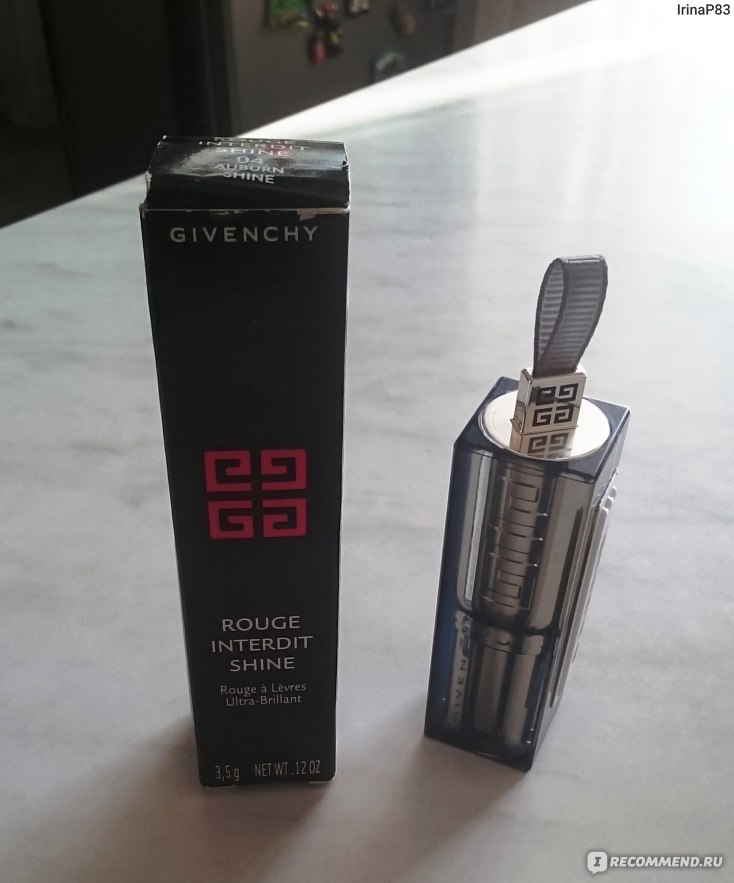 IrinaP83
ROUGE
INTERDIT
SHINE
04
AUBURN
SHINE
GIVENCHY
ROUGE
INTERDIT
SHINE
Rouge à Lèvres
Ultra-Brillant
3,5 g NET WT .12 OZ
GIVENCHY
I RECOMMEND.RU